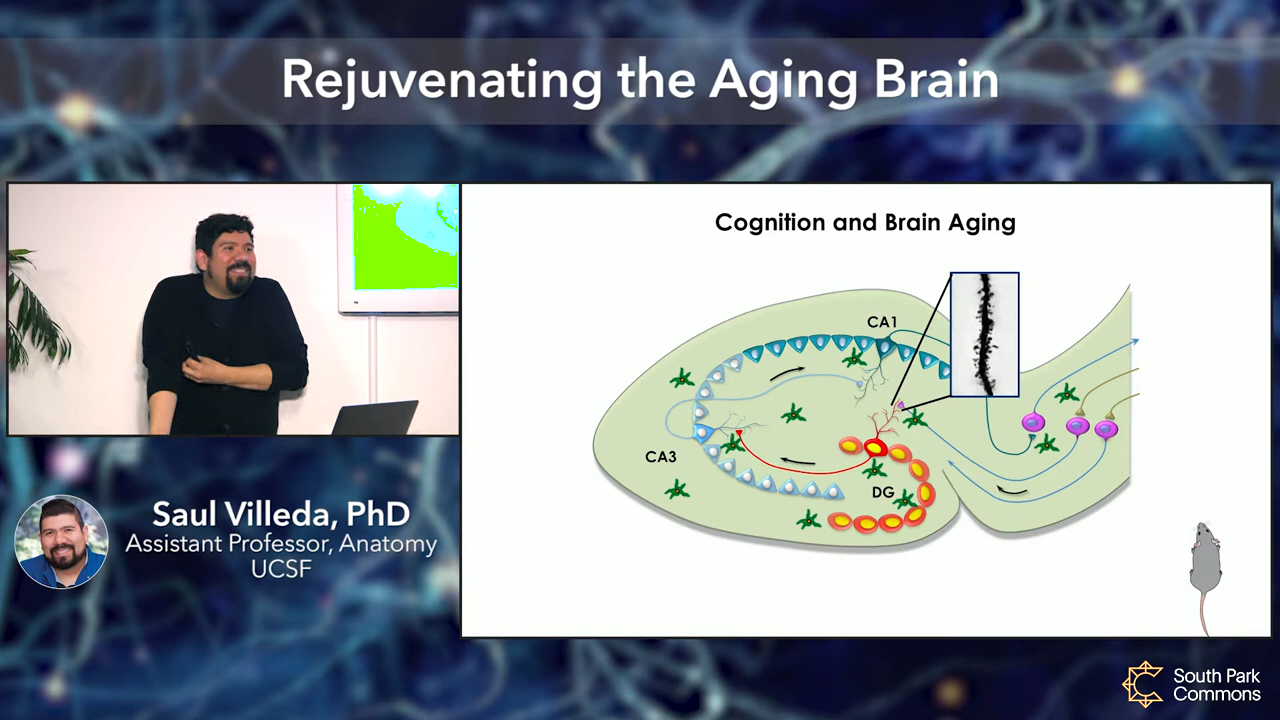 Rejuvenating the Aging Brain
Cognition and Brain Aging
CA1
CA3
DG
Saul Villeda, PhD
Assistant Professor, Anatomy
UCSF
South Park
Commons